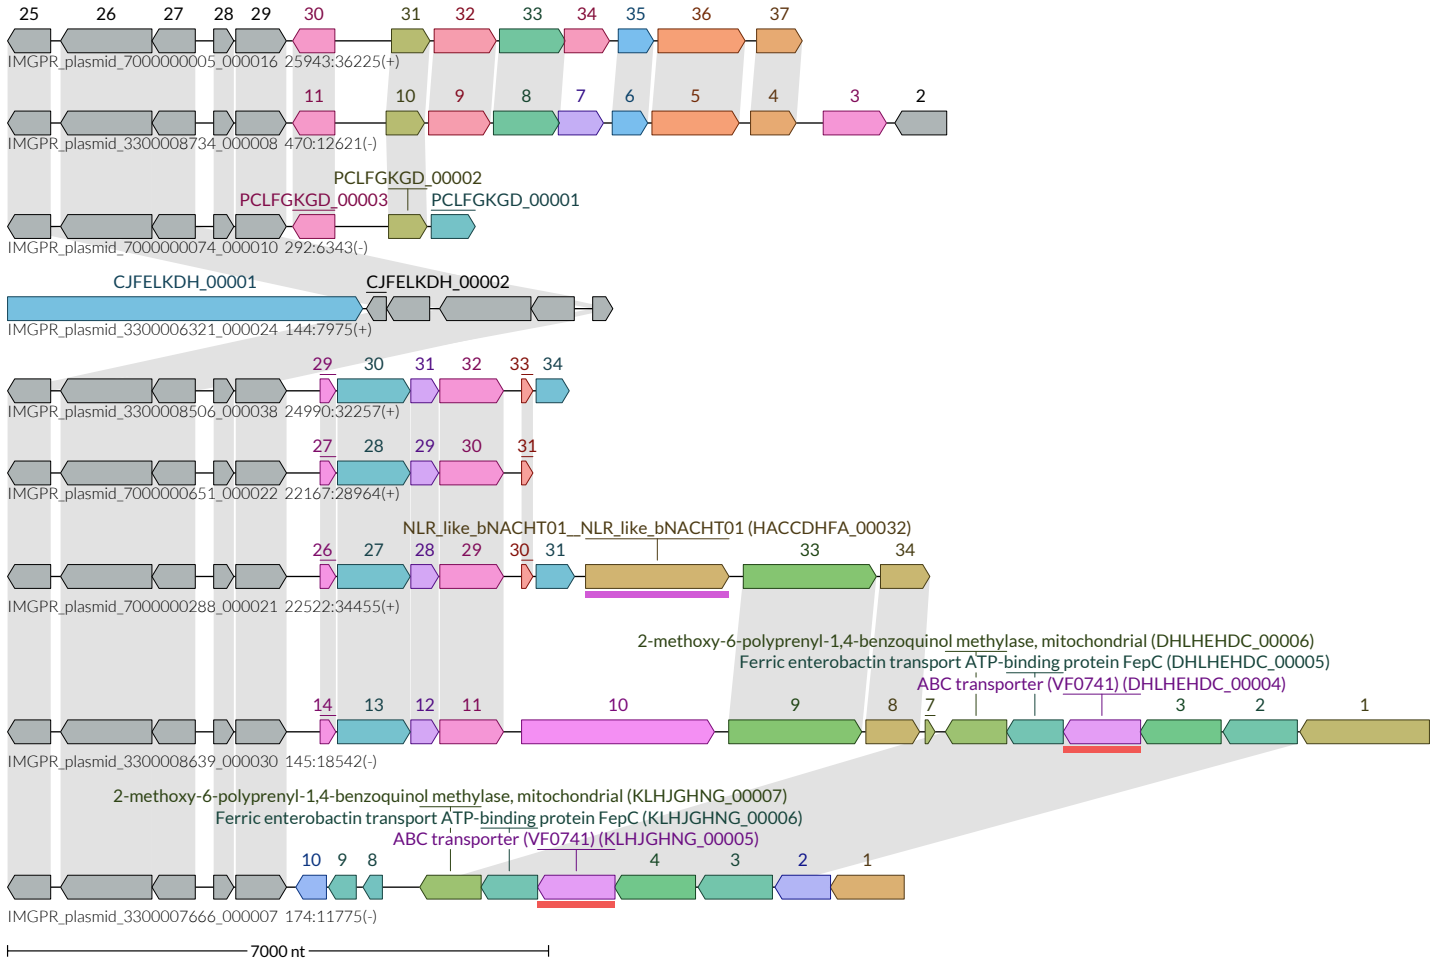 25 26 27 28 29 30 31 32 33 34 35 36 37
IMGPR_plasmid_7000000005_000016 25943:36225(+)
11 10 9 8 7 6 5 4 3 2
IMGPR_plasmid_3300008734_000008 470:12621(-)
PCLFGKGD_00002
PCLFGKGD_00003 PCLFGKGD_00001
IMGPR_plasmid_7000000074_000010 292:6343(-)
CJFELKDH_00001 CJFELKDH_00002
IMGPR_plasmid_3300006321_000024 144:7975(+)
29 30 31 32 33 34
IMGPR_plasmid_3300008506_000038 24990:32257(+)
27 28 29 30 31
IMGPR_plasmid_7000000651_000022 22167:28964(+)
NLR_like_bNACHT01__NLR_like_bNACHT01 (HACCDHFA_00032)
26 27 28 29 30 31 33 34
IMGPR_plasmid_7000000288_000021 22522:34455(+)
2-methoxy-6-polyprenyl-1,4-benzoquinol methylase, mitochondrial (DHLHEHDC_00006)
Ferric enterobactin transport ATP-binding protein FepC (DHLHEHDC_00005)
ABC transporter (VF0741) (DHLHEHDC_00004)
14 13 12 11 10 9 8 7 3 2 1
IMGPR_plasmid_3300008639_000030 145:18542(-)
2-methoxy-6-polyprenyl-1,4-benzoquinol methylase, mitochondrial (KLHJGHNG_00007)
Ferric enterobactin transport ATP-binding protein FepC (KLHJGHNG_00006)
ABC transporter (VF0741) (KLHJGHNG_00005)
10 9 8 4 3 2 1
IMGPR_plasmid_3300007666_000007 174:11775(-)
7000 nt